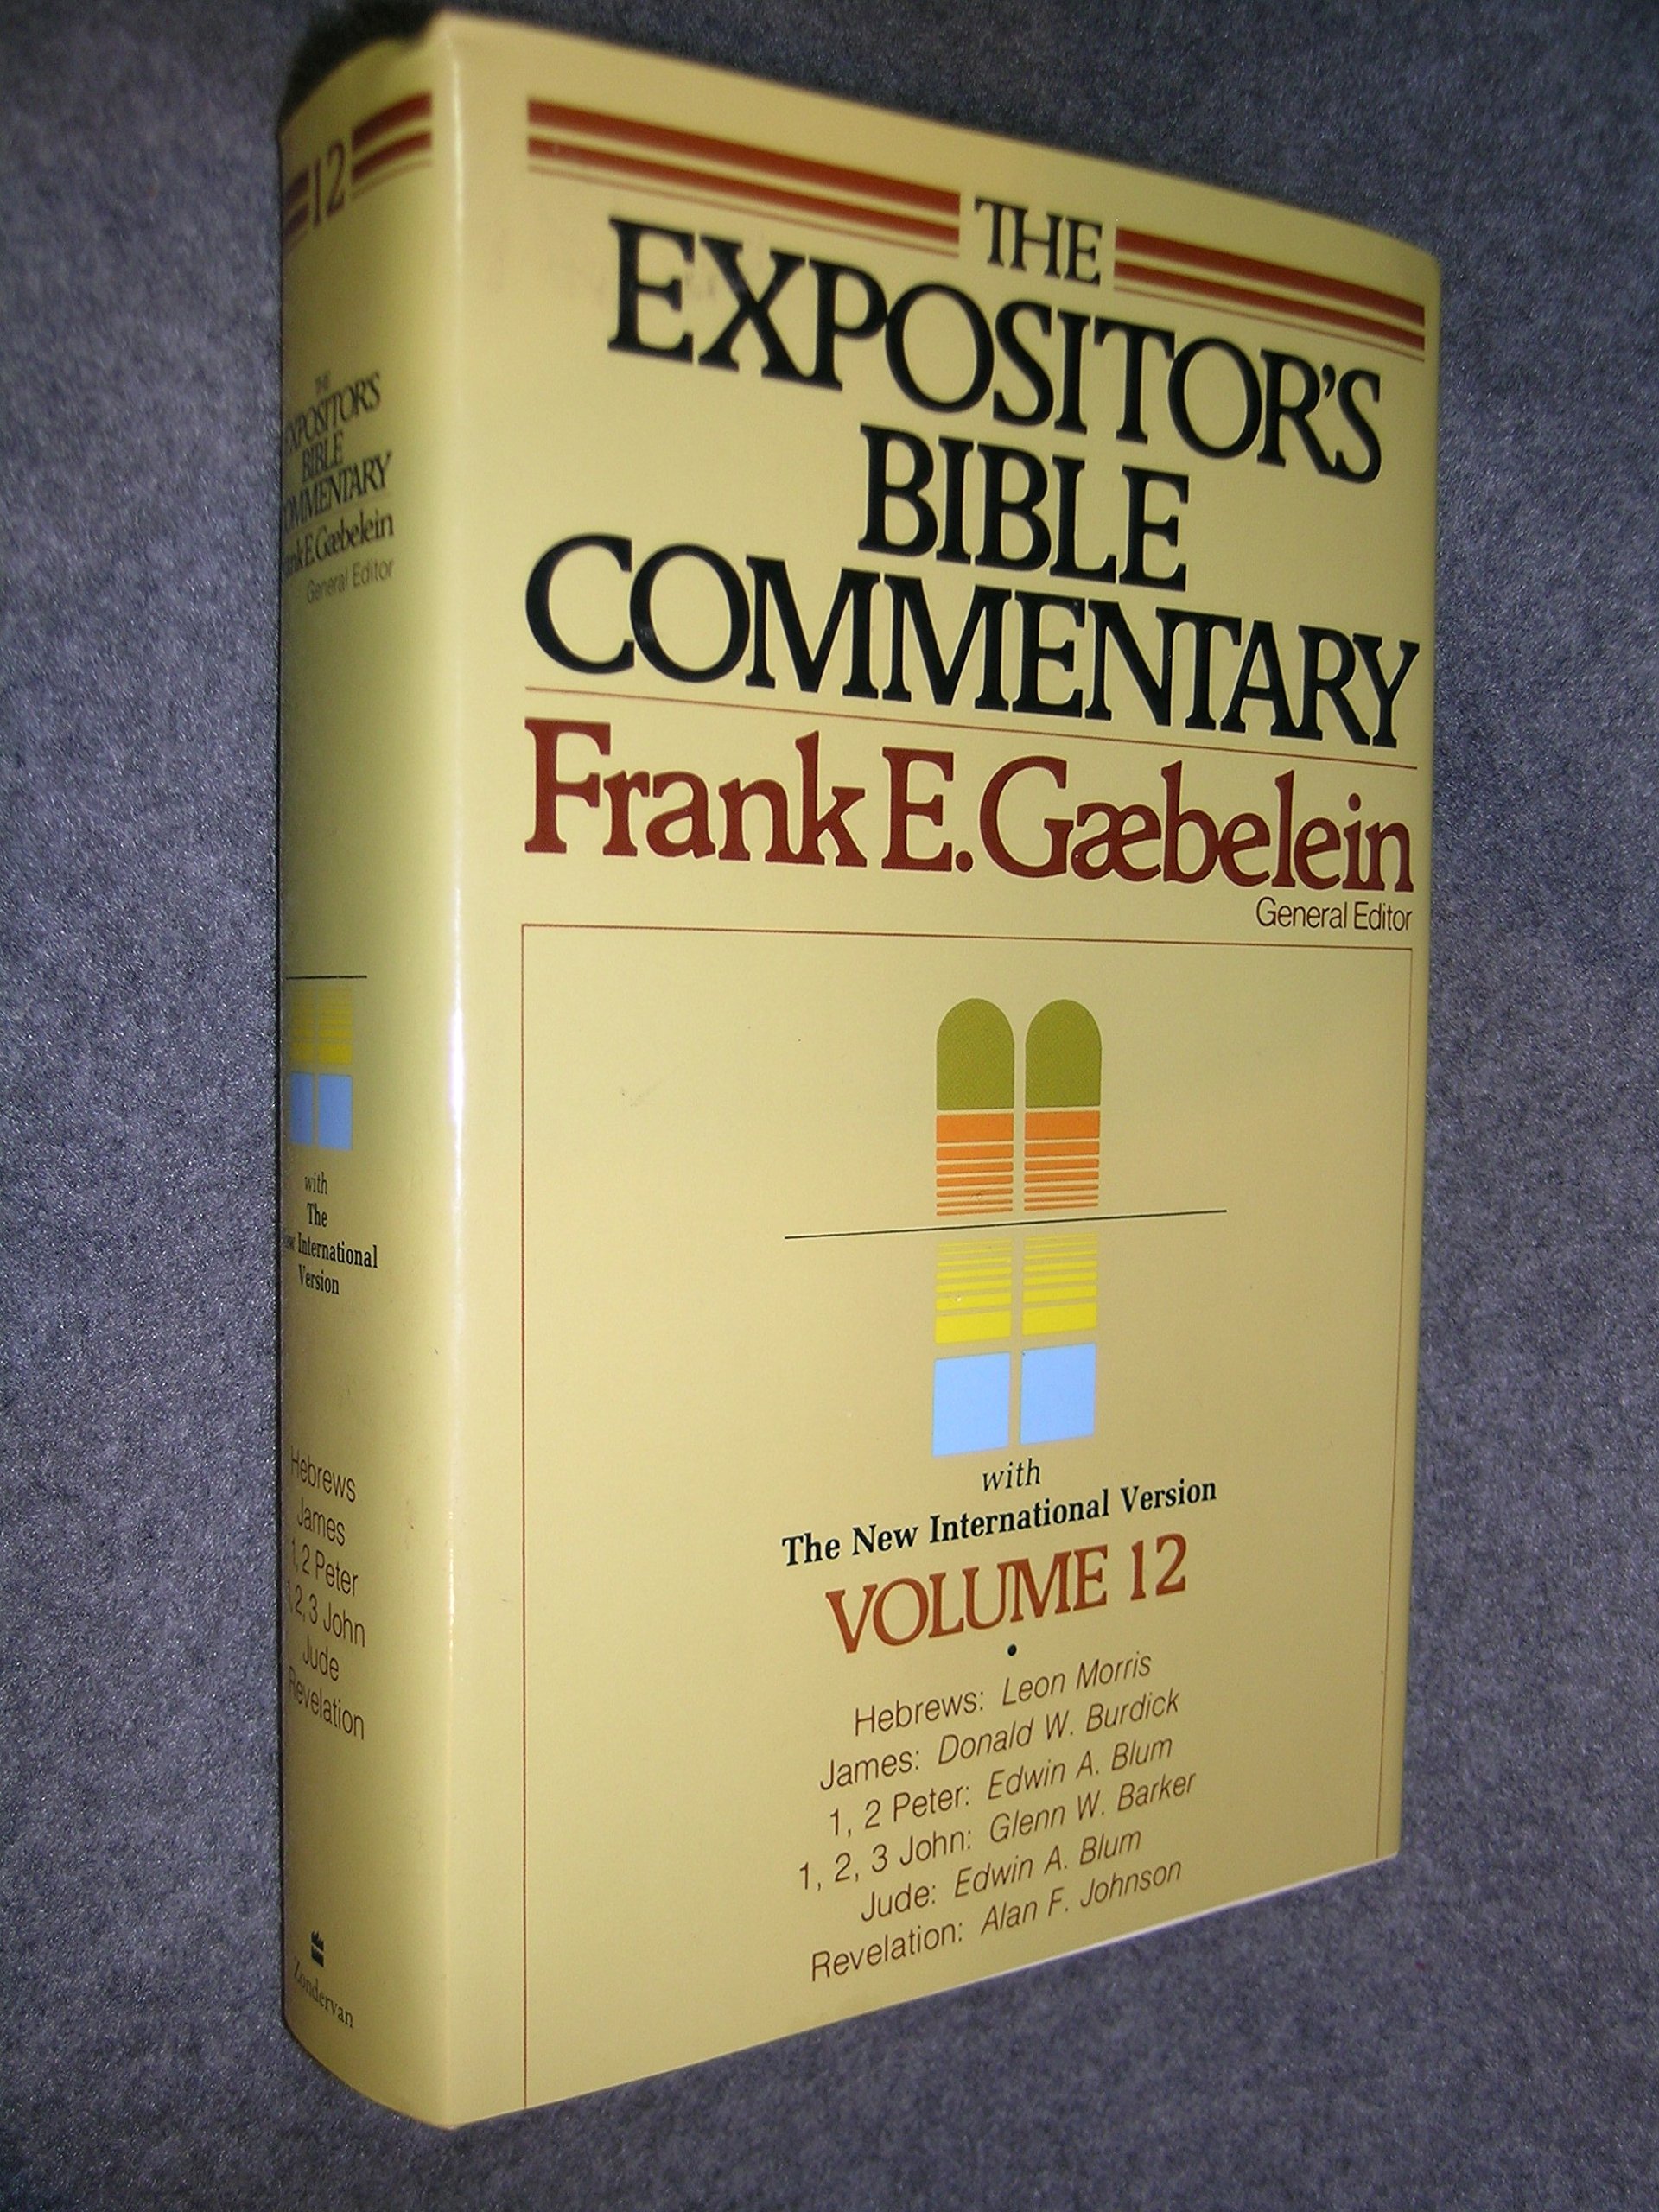 12
THE
EXPOSITOR'S
BIBLE
COMMENTARY
Frank E. Gæbelein
General Editor
with
The
New International
Version
Hebrews
James
1, 2 Peter
1, 2, 3 John
Jude
Revelation
Zondervan
THE
EXPOSITOR'S
BIBLE
COMMENTARY
Frank E. Gæbelein
General Editor
with
The New International Version
VOLUME 12
•
Hebrews: Leon Morris
James: Donald W. Burdick
1, 2 Peter: Edwin A. Blum
1, 2, 3 John: Glenn W. Barker
Jude: Edwin A. Blum
Revelation: Alan F. Johnson